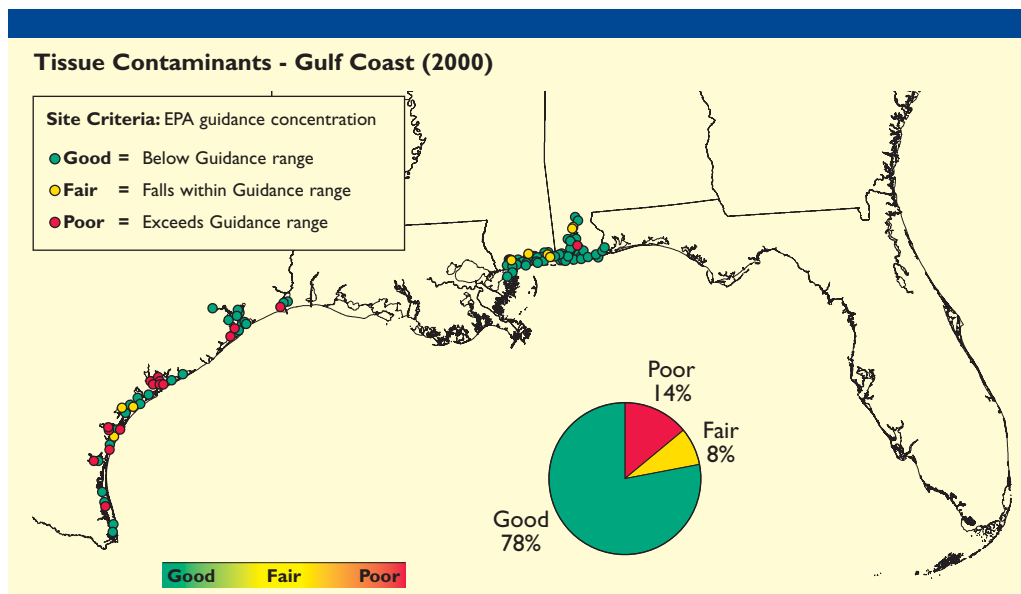 Tissue Contaminants - Gulf Coast (2000)
Site Criteria: EPA guidance concentration
Good = Below Guidance range
Fair = Falls within Guidance range
Poor = Exceeds Guidance range
Poor
14%
Fair
8%
Good
78%
Good Fair Poor